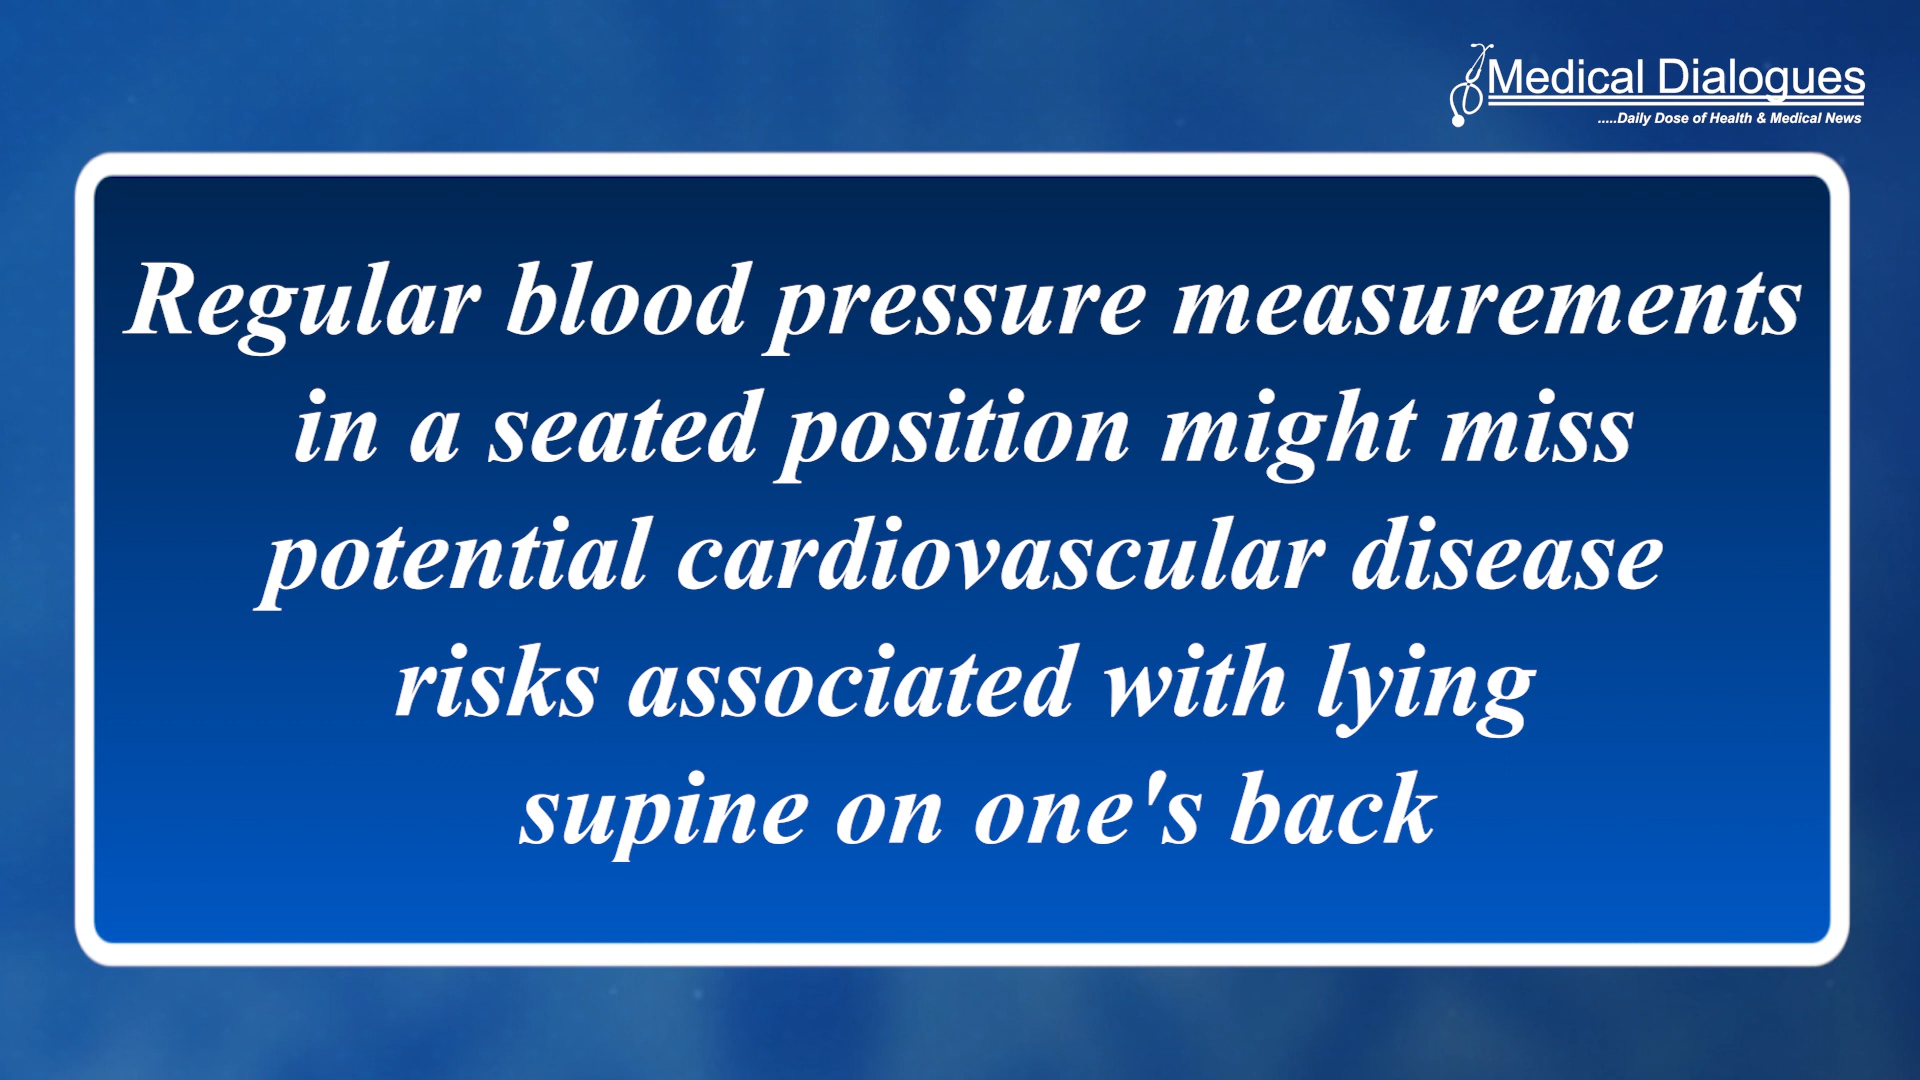 Medical Dialogues
.....Daily Dose of Health & Medical News
Regular blood pressure measurements
in a seated position might miss
potential cardiovascular disease
risks associated with lying
supine on one's back